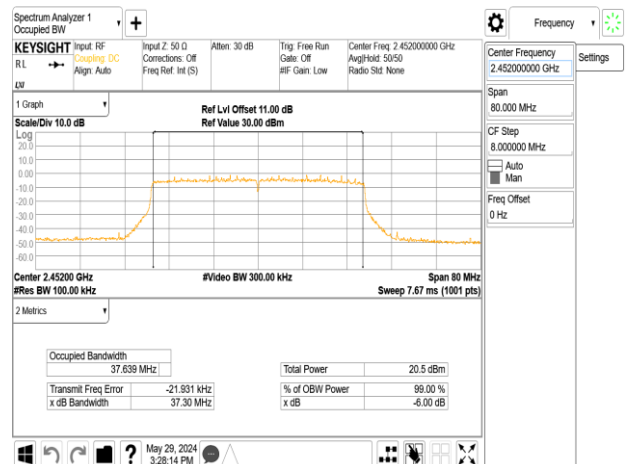 Spectrum Analyzer 1
Occupied BW
KEYSIGHT
Input: RF
Coupling: DC
Align: Auto
Input Z: 50 Ω
Corrections: Off
Freq Ref: Int (S)
Atten: 30 dB
Trig: Free Run
Gate: Off
#IF Gain: Low
Center Freq: 2.452000000 GHz
Avg|Hold: 50/50
Radio Std: None
R L
LXI
1 Graph
Scale/Div 10.0 dB
Ref Lvl Offset 11.00 dB
Ref Value 30.00 dBm
Log
20.0
10.0
0.00
-10.0
-20.0
-30.0
-40.0
-50.0
-60.0
Center 2.45200 GHz
#Res BW 100.00 kHz
#Video BW 300.00 kHz
Span 80 MHz
Sweep 7.67 ms (1001 pts)
2 Metrics
Occupied Bandwidth
37.639 MHz
Transmit Freq Error -21.931 kHz
x dB Bandwidth 37.30 MHz
Total Power 20.5 dBm
% of OBW Power 99.00 %
x dB -6.00 dB
?
May 29, 2024
3:28:14 PM
Frequency
Settings
Center Frequency
2.452000000 GHz
Span
80.000 MHz
CF Step
8.000000 MHz
Auto
Man
Freq Offset
0 Hz